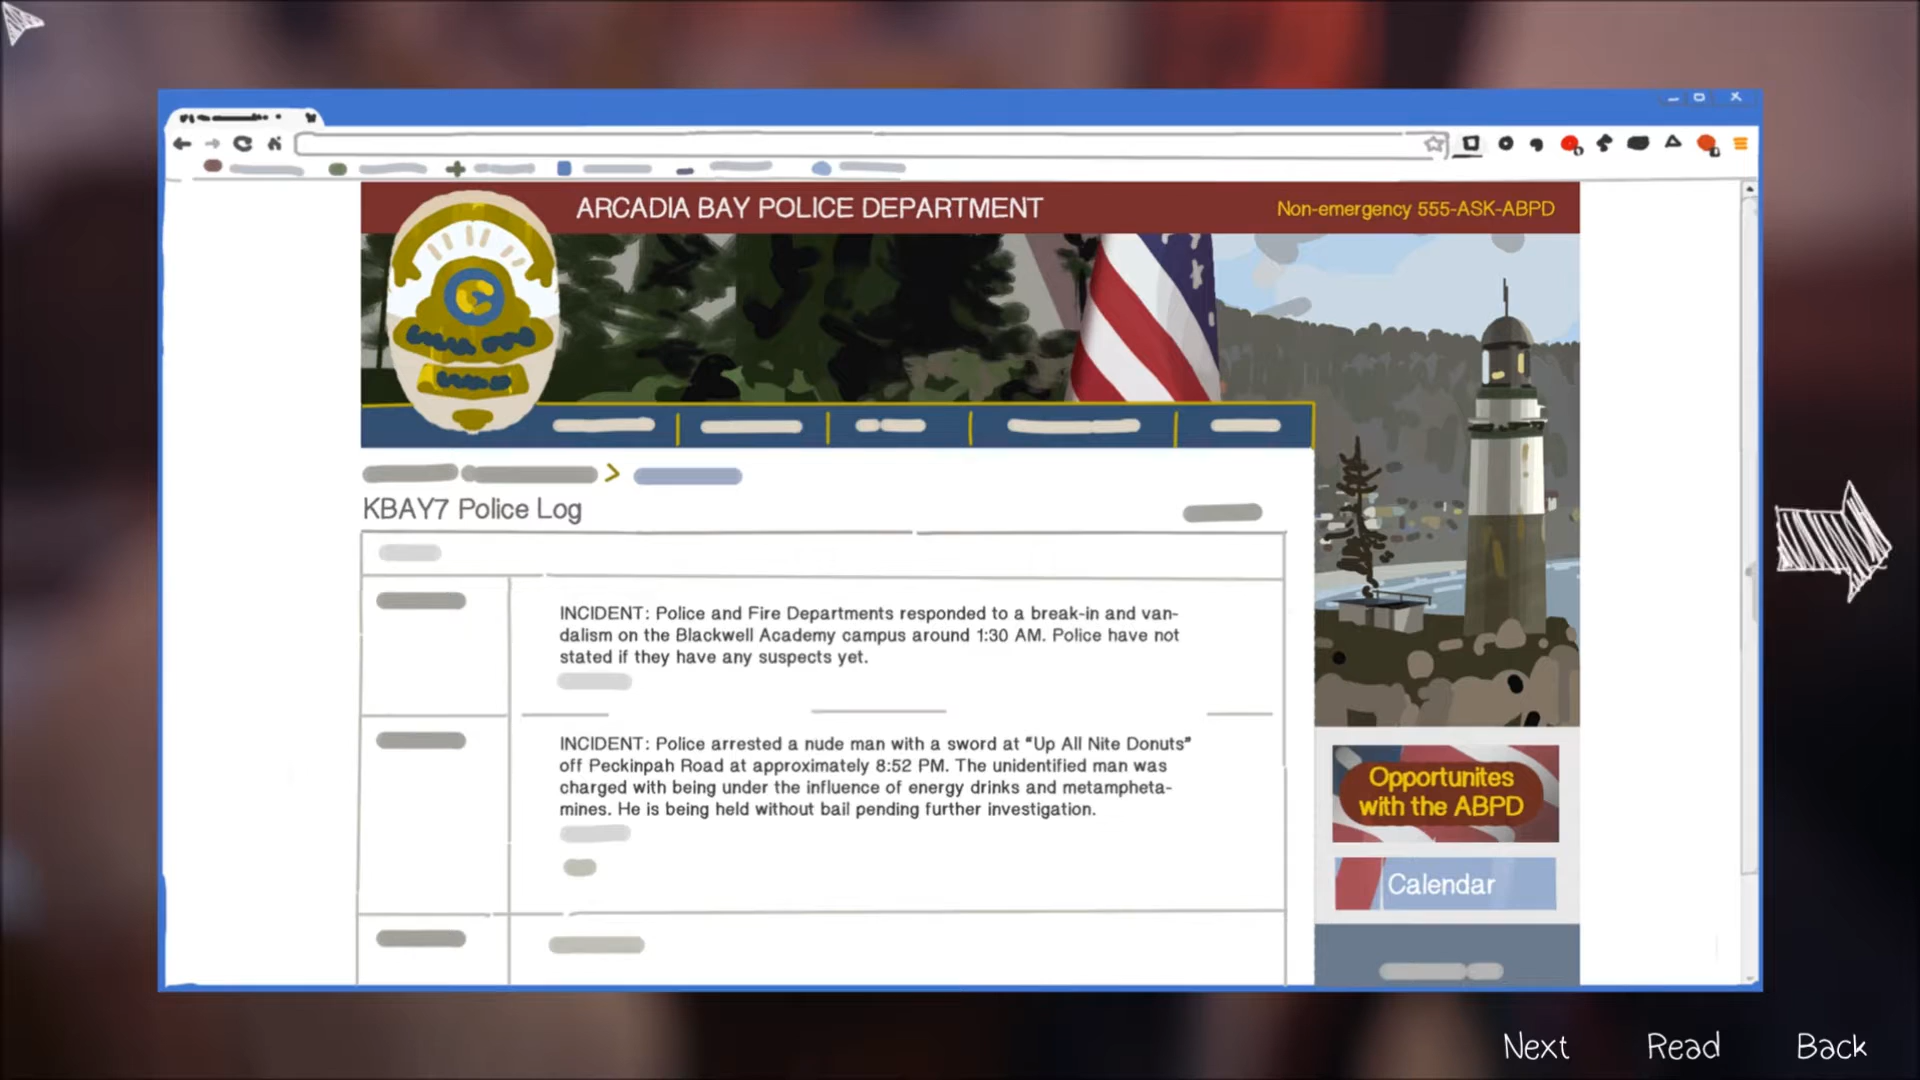 ARCADIA BAY POLICE DEPARTMENT
Non-emergency 555-ASK-ABPD
KBAY7 Police Log
INCIDENT: Police and Fire Departments responded to a break-in and van-
dalism on the Blackwell Academy campus around 1:30 AM. Police have not
stated if they have any suspects yet.
INCIDENT: Police arrested a nude man with a sword at "Up All Nite Donuts"
off Peckinpah Road at approximately 8:52 PM. The unidentified man was
charged with being under the influence of energy drinks and metampheta-
mines. He is being held without bail pending further investigation.
Opportunites
with the ABPD
Calendar
Next
Read
Back